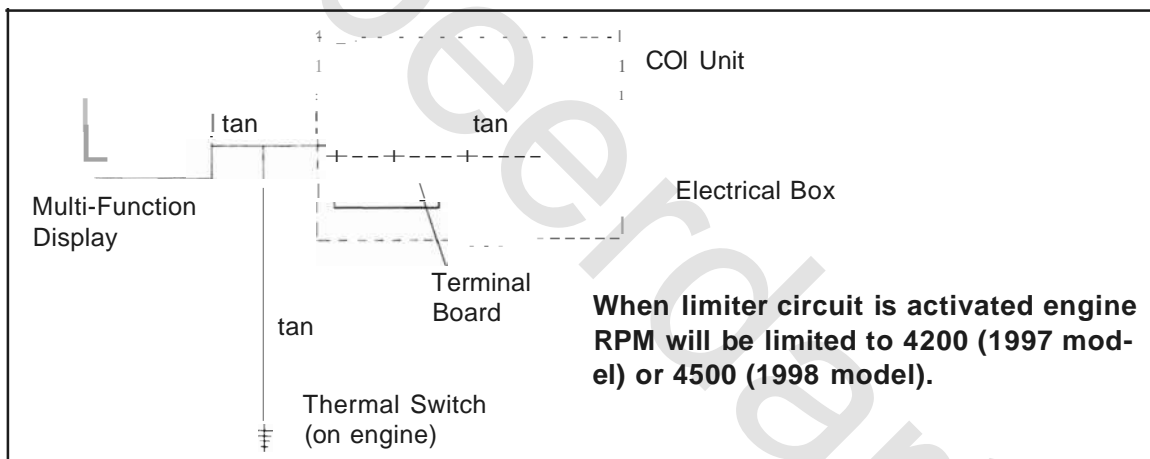 COl Unit
tan
tan
Electrical Box
Multi-Function
Display
Terminal
Board
tan
When limiter circuit is activated engine
RPM will be limited to 4200 (1997 mod-
el) or 4500 (1998 model).
Thermal Switch
(on engine)